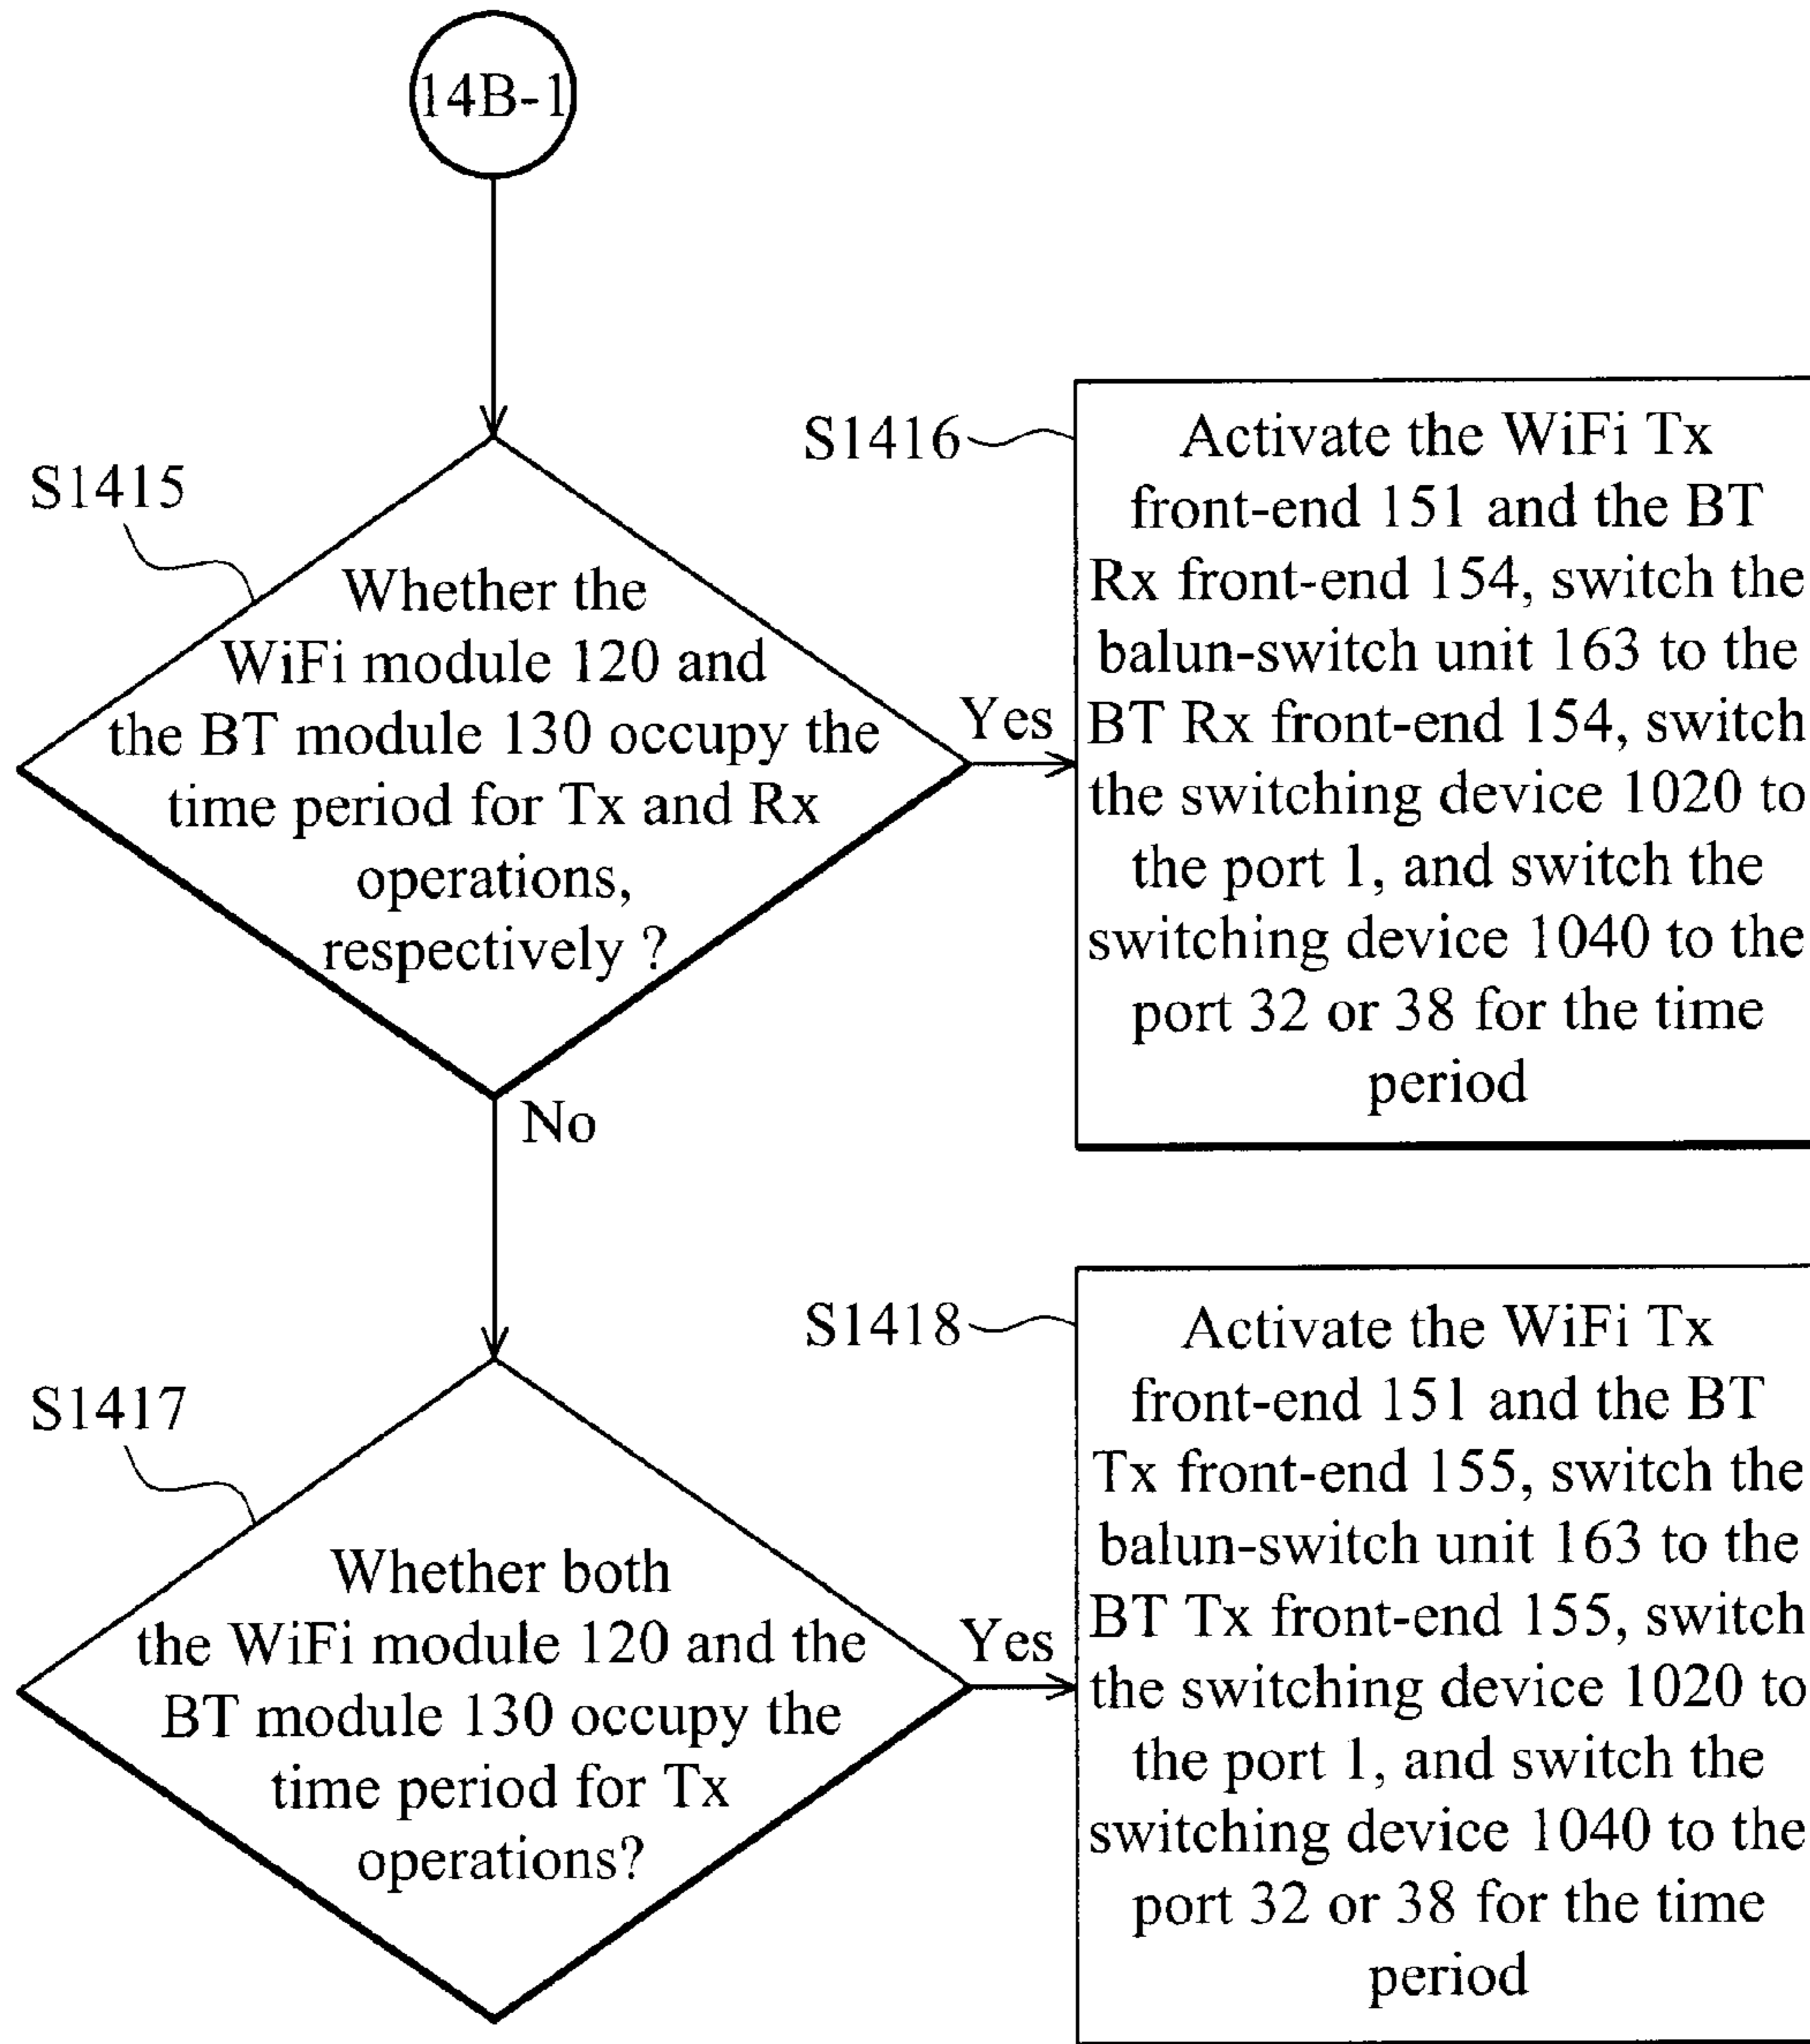 14B-1
S1415
Whether the
WiFi module 120 and
the BT module 130 occupy the
time period for Tx and Rx
operations,
respectively ?
Yes
No
S1416
Activate the WiFi Tx
front-end 151 and the BT
Rx front-end 154, switch the
balun-switch unit 163 to the
BT Rx front-end 154, switch
the switching device 1020 to
the port 1, and switch the
switching device 1040 to the
port 32 or 38 for the time
period
S1417
Whether both
the WiFi module 120 and the
BT module 130 occupy the
time period for Tx
operations?
Yes
S1418
Activate the WiFi Tx
front-end 151 and the BT
Tx front-end 155, switch the
balun-switch unit 163 to the
BT Tx front-end 155, switch
the switching device 1020 to
the port 1, and switch the
switching device 1040 to the
port 32 or 38 for the time
period